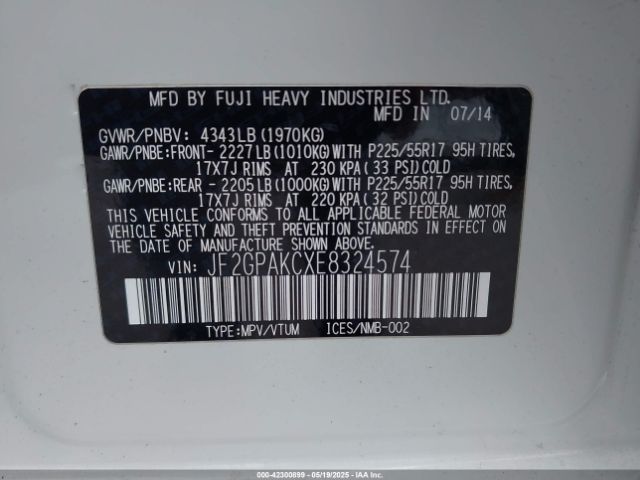 MFD BY FUJI HEAVY INDUSTRIES LTD.
MFD IN 07/14
GVWR/PNBV: 4343LB(1970KG)
GAWR/PNBE:FRONT- 2227LB(1010KG)WITH P225/55R17 95H TIRES,
17X7J RIMS AT 230 KPA(33 PSI)COLD
GAWR/PNBE:REAR - 2205LB(1000KG)WITH P225/55R17 95H TIRES,
17X7J RIMS AT 220 KPA(32 PSI)COLD
THIS VEHICLE CONFORMS TO ALL APPLICABLE FEDERAL MOTOR
VEHICLE SAFETY AND THEFT PREVENTION STANDARDS IN EFFECT
ON THE DATE OF MANUFACTURE SHOWN ABOVE.
VIN: JF2GPAKCXE8324574
TYPE:MPV/VTUM ICES/NMB-002
000-42300899 - 05/19/2025 - IAA Inc.